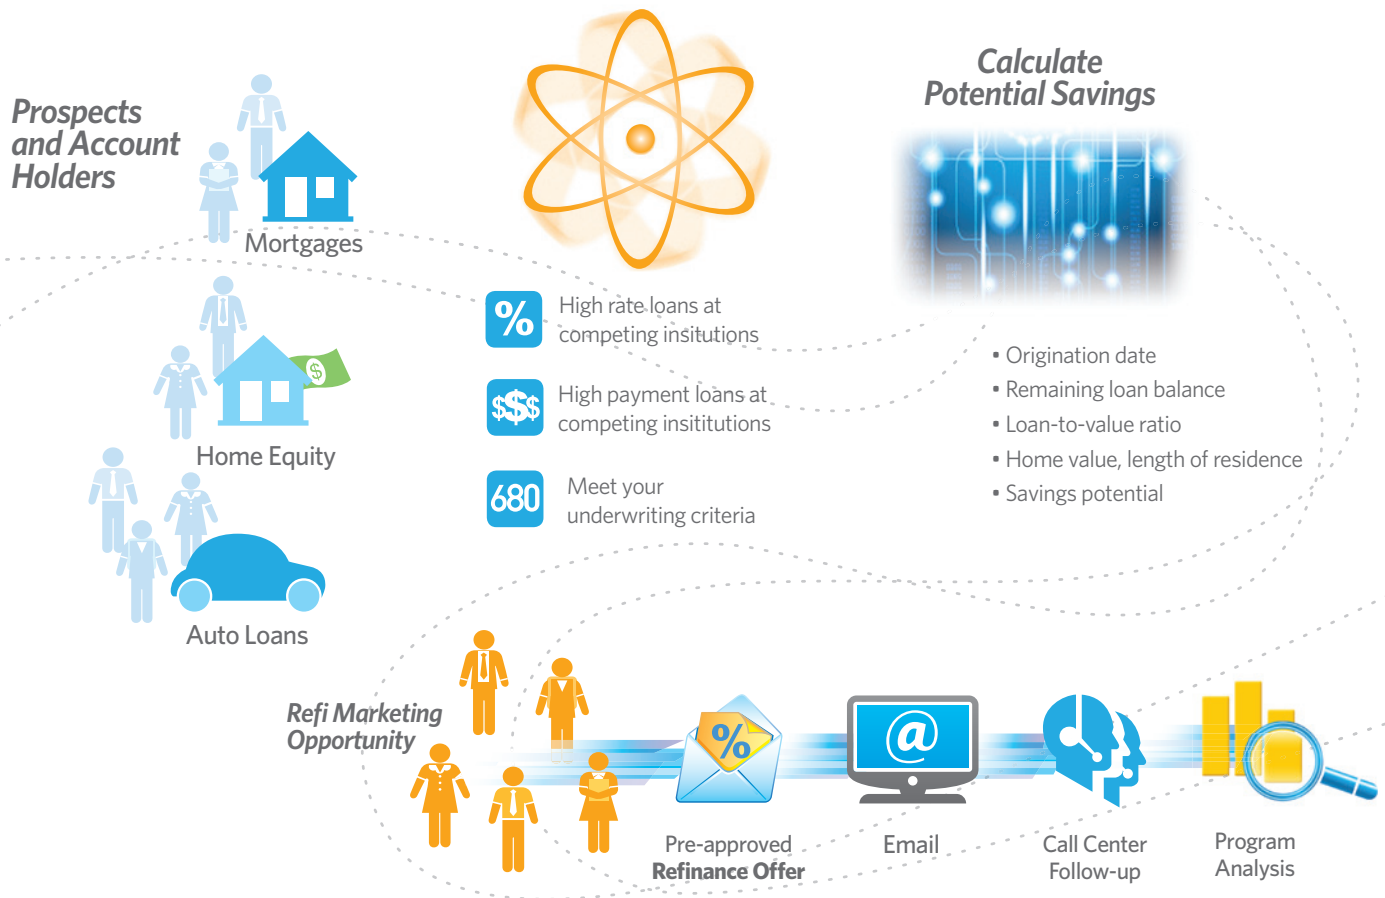 Prospects
and Account
Holders
Mortgages
$
Home Equity
Auto Loans
%
High rate loans at
competing insitutions
$$$
High payment loans at
competing insititutions
680
Meet your
underwriting criteria
Calculate
Potential Savings
• Origination date
• Remaining loan balance
• Loan-to-value ratio
• Home value, length of residence
• Savings potential
Refi Marketing
Opportunity
%
Pre-approved
Refinance Offer
@
Email
Call Center
Follow-up
Program
Analysis